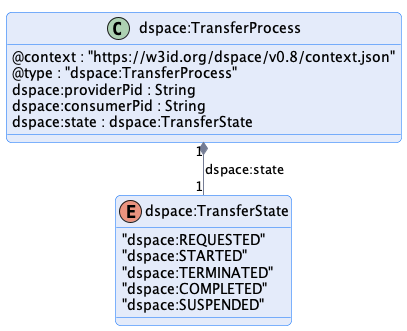 C dspace:TransferProcess
@context : "https://w3id.org/dspace/v0.8/context.json"
@type : "dspace:TransferProcess"
dspace:providerPid : String
dspace:consumerPid : String
dspace:state : dspace:TransferState
1
dspace:state
1
E dspace:TransferState
"dspace:REQUESTED"
"dspace:STARTED"
"dspace:TERMINATED"
"dspace:COMPLETED"
"dspace:SUSPENDED"